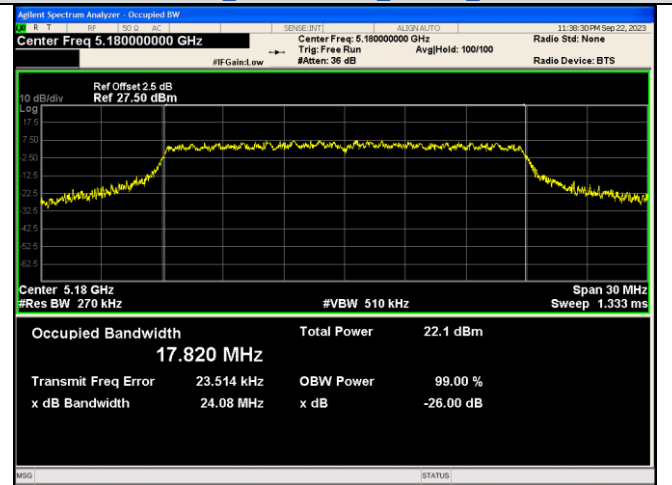 Agilent Spectrum Analyzer - Occupied BW
R T RF 50 Ω AC SENSE:INT ALIGN AUTO 11:38:30 PM Sep 22, 2023
Center Freq 5.180000000 GHz Center Freq: 5.180000000 GHz Radio Std: None
Trig: Free Run Avg|Hold: 100/100
#IFGain:Low #Atten: 36 dB Radio Device: BTS
Ref Offset 2.5 dB
10 dB/div Ref 27.50 dBm
Log
17.5
7.50
-2.50
-12.5
-22.5
-32.5
-42.5
-52.5
-62.5
Center 5.18 GHz Span 30 MHz
#Res BW 270 kHz #VBW 510 kHz Sweep 1.333 ms
Occupied Bandwidth Total Power 22.1 dBm
17.820 MHz
Transmit Freq Error 23.514 kHz OBW Power 99.00 %
x dB Bandwidth 24.08 MHz x dB -26.00 dB
MSG STATUS